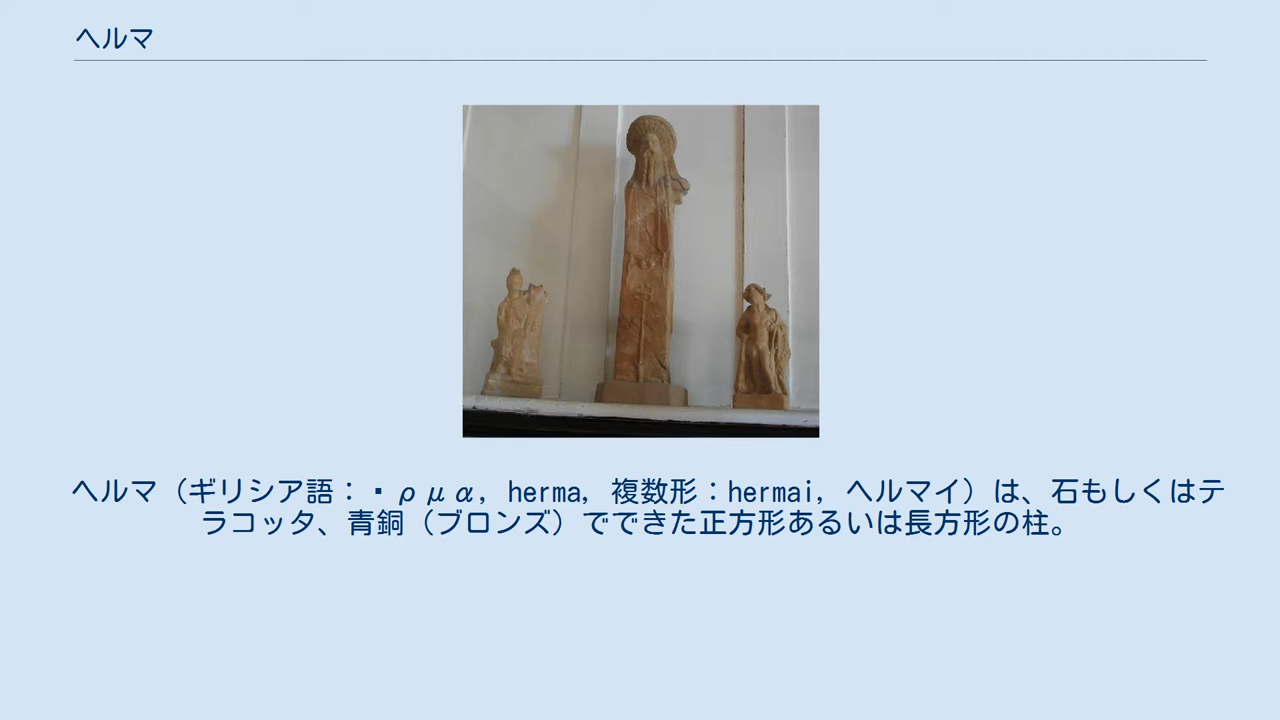 ヘルマ
ヘルマ（ギリシア語：▪ρμα, herma, 複数形：hermai, ヘルマイ）は、石もしくはテ
ラコッタ、青銅（ブロンズ）でできた正方形あるいは長方形の柱。